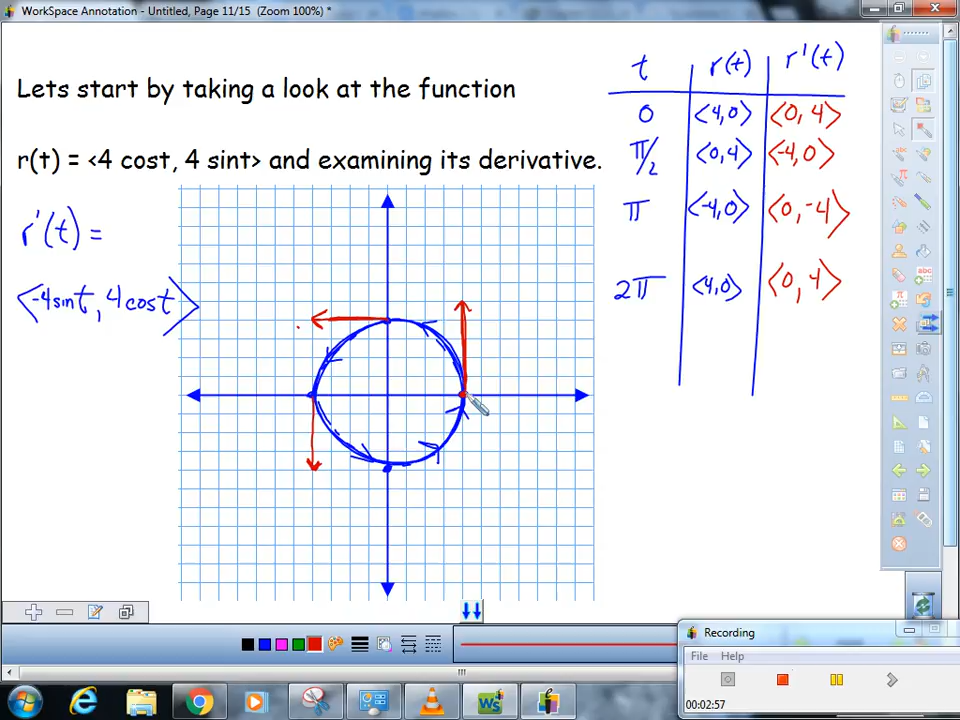 WorkSpace Annotation - Untitled, Page 11/15 (Zoom 100%) *
Lets start by taking a look at the function
r(t) = <4 cost, 4 sint> and examining its derivative.
r'(t) =
<-4sint, 4cost>
t r(t) r'(t)
0 <4,0> <0, 4>
π/2 <0,4> <-4,0>
π <-4,0> <0,-4>
2π <4,0> <0,4>
abc
Recording
File Help
00:02:57
WS